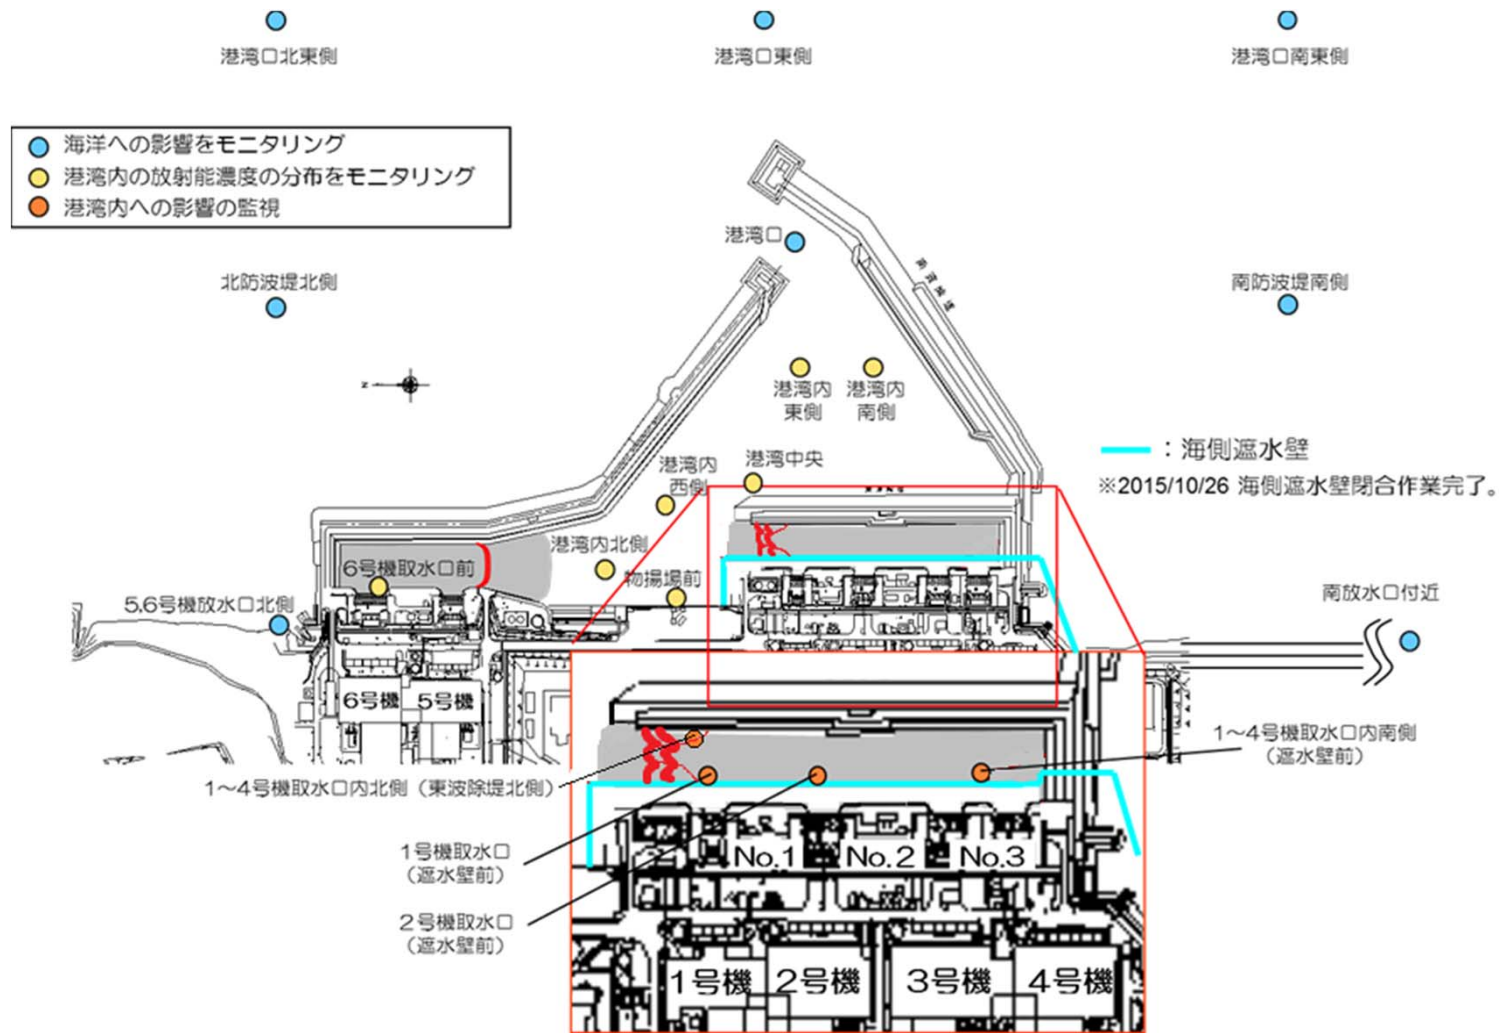 港湾口北東側
港湾口東側
港湾口南東側
海洋への影響をモニタリング
港湾内の放射能濃度の分布をモニタリング
港湾内への影響の監視
港湾口
北防波堤北側
南防波堤南側
南防波堤
N
港湾内
東側
港湾内
南側
:海側遮水壁
※2015/10/26 海側遮水壁閉合作業完了。
港湾内
西側
港湾中央
港湾内北側
6号機取水口前
物揚場前
5,6号機放水口北側
南放水口付近
6号機
5号機
1~4号機取水口内南側
(遮水壁前)
1~4号機取水口内北側(東波除堤北側)
1号機取水口
(遮水壁前)
2号機取水口
(遮水壁前)
No.1
No.2
No.3
1号機
2号機
3号機
4号機